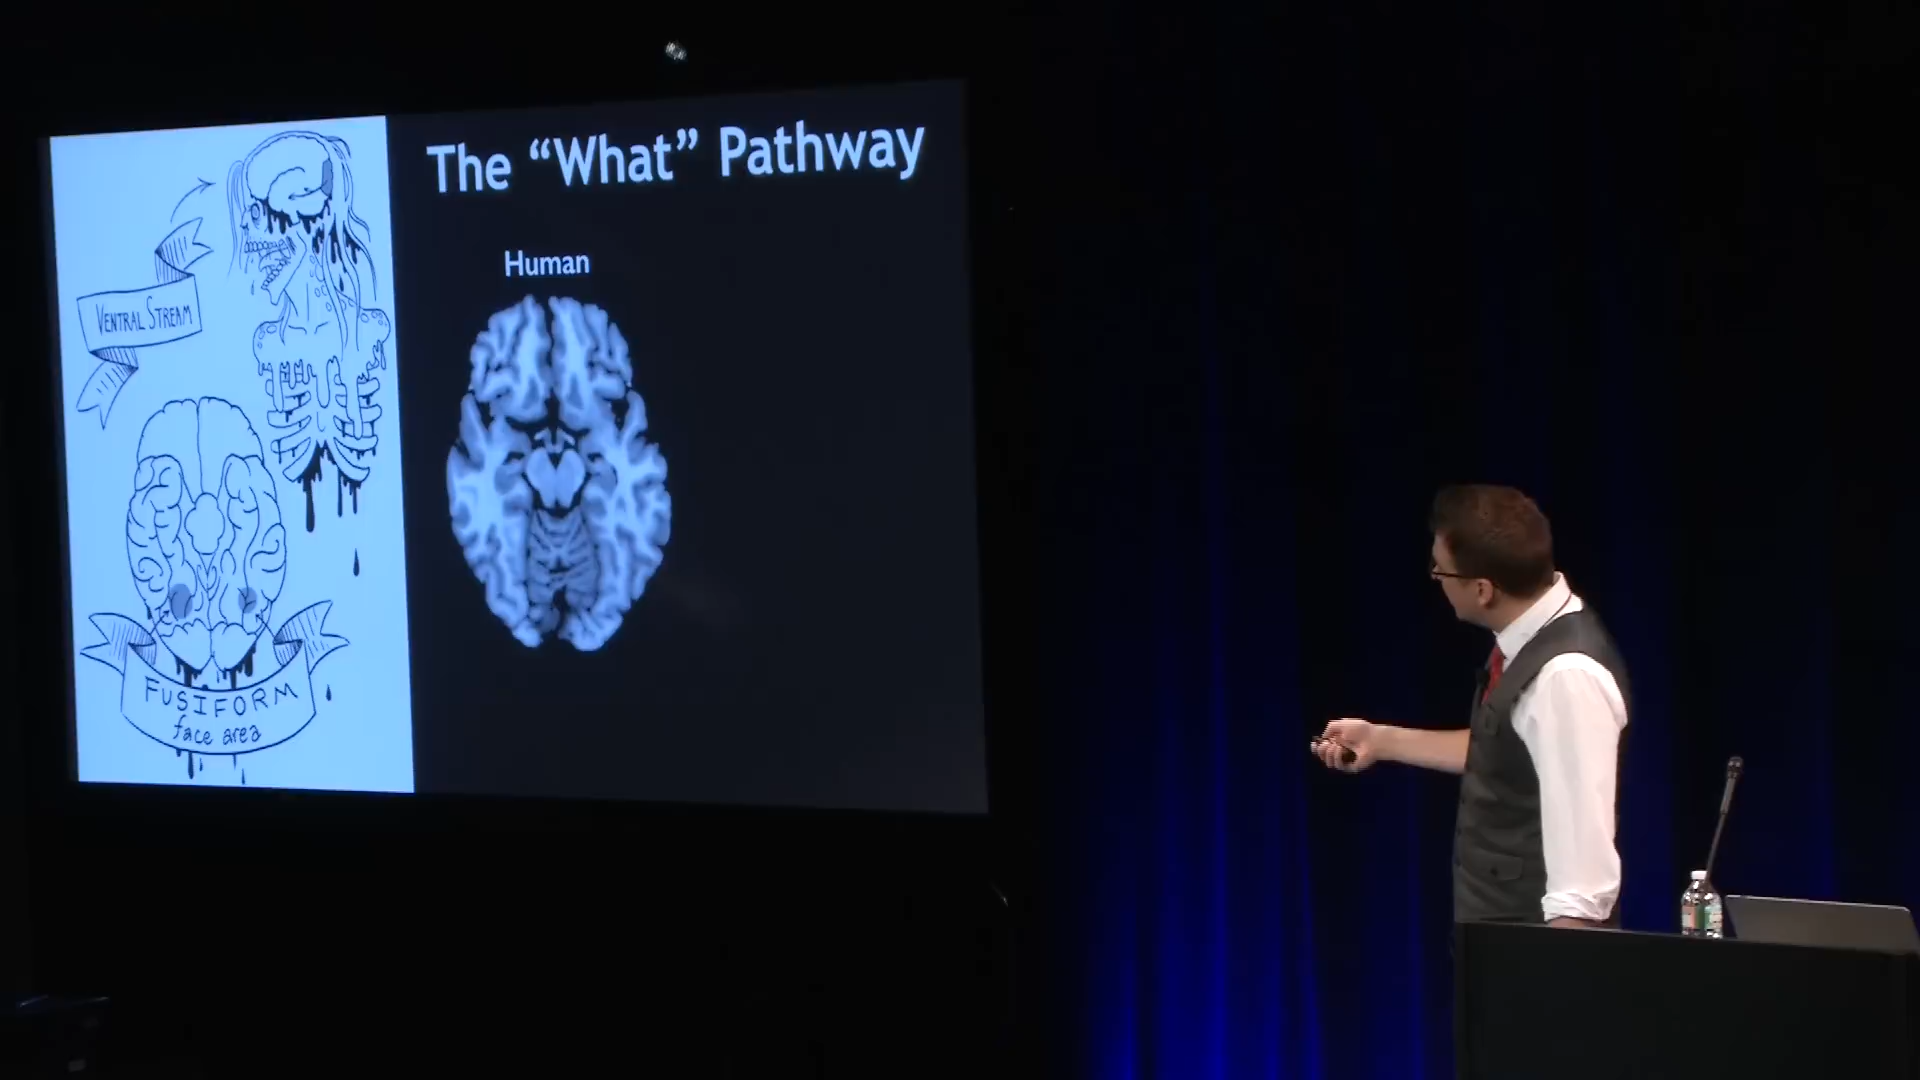 The “What” Pathway
Human
VENTRAL STREAM
FUSIFORM
face area